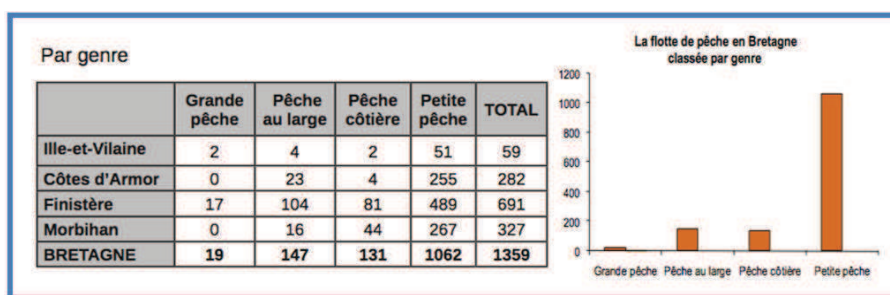 Par genre
Grande pêche Pêche au large Pêche côtière Petite pêche TOTAL
Ille-et-Vilaine 2 4 2 51 59
Côtes d'Armor 0 23 4 255 282
Finistère 17 104 81 489 691
Morbihan 0 16 44 267 327
BRETAGNE 19 147 131 1062 1359
La flotte de pêche en Bretagne
classée par genre
1200
1000
800
600
400
200
0
Grande pêche Pêche au large Pêche côtière Petite pêche